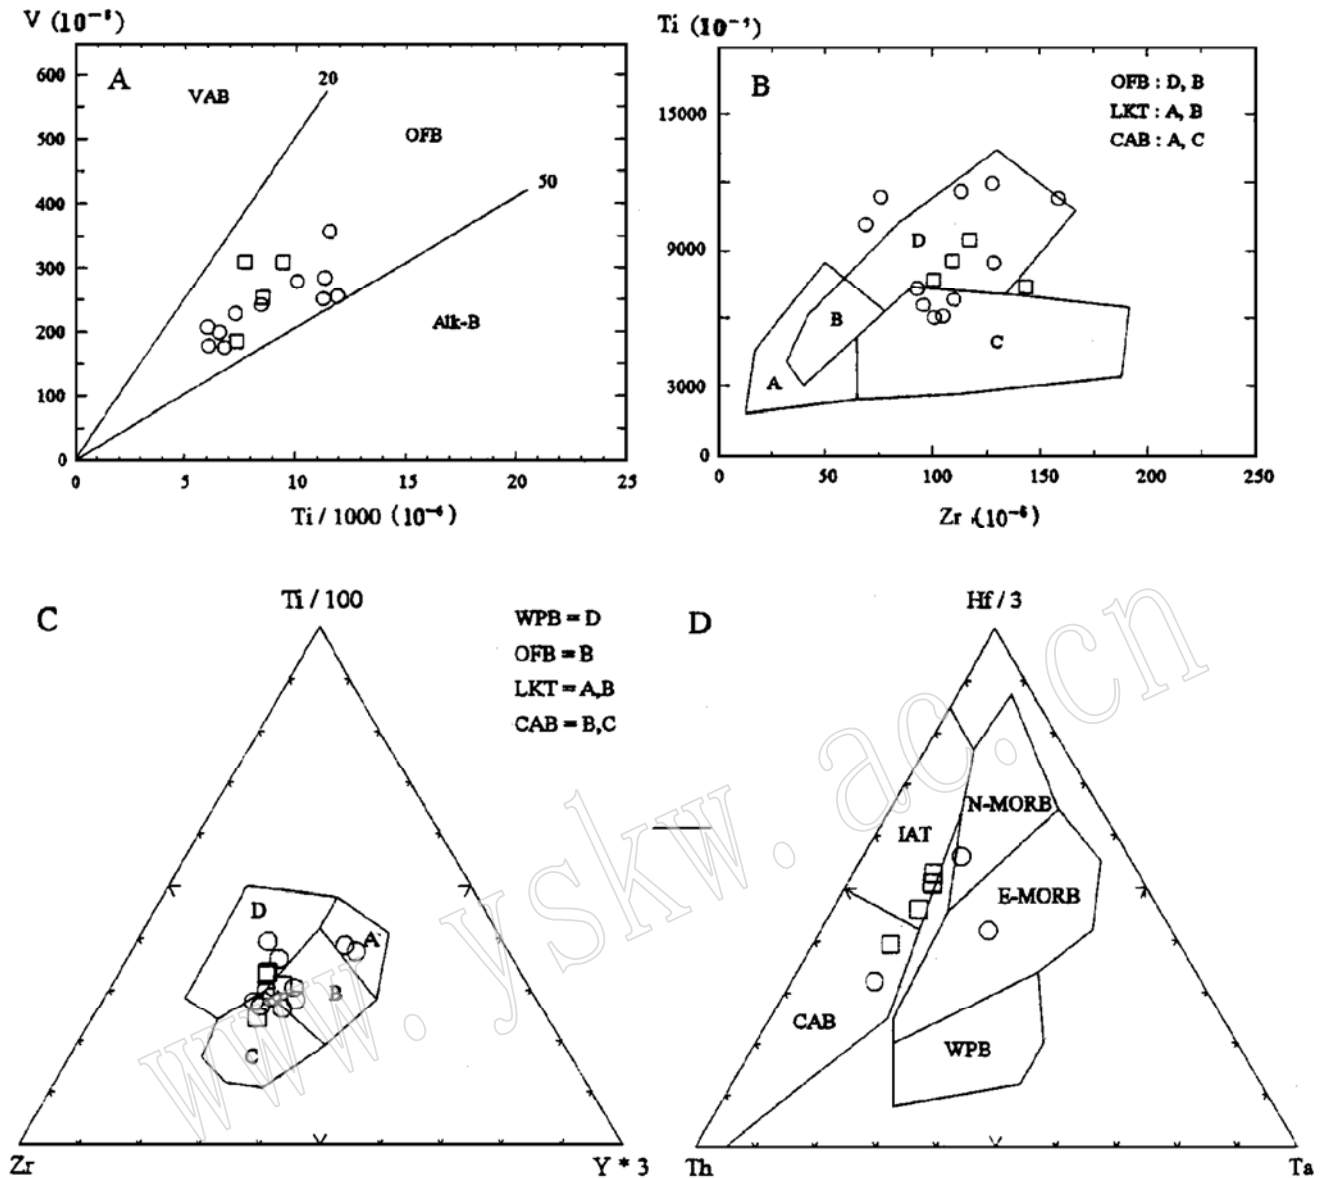 V (10⁻⁶)
A
600
500
400
300
200
100
0
VAB
20
OFB
50
Alk-B
0 5 10 15 20 25
Ti / 1000 (10⁻⁶)
Ti (10⁻⁶)
B
OFB : D, B
LKT : A, B
CAB : A, C
15000
9000
3000
0
D
B
C
A
0 50 100 150 200 250
Zr (10⁻⁶)
C
Ti / 100
WPB = D
OFB = B
LKT = A,B
CAB = B,C
D
A
B
C
Zr
Y * 3
D
Hf / 3
N-MORB
IAT
E-MORB
CAB
WPB
Th
Ta
www.yskw.ac.cn